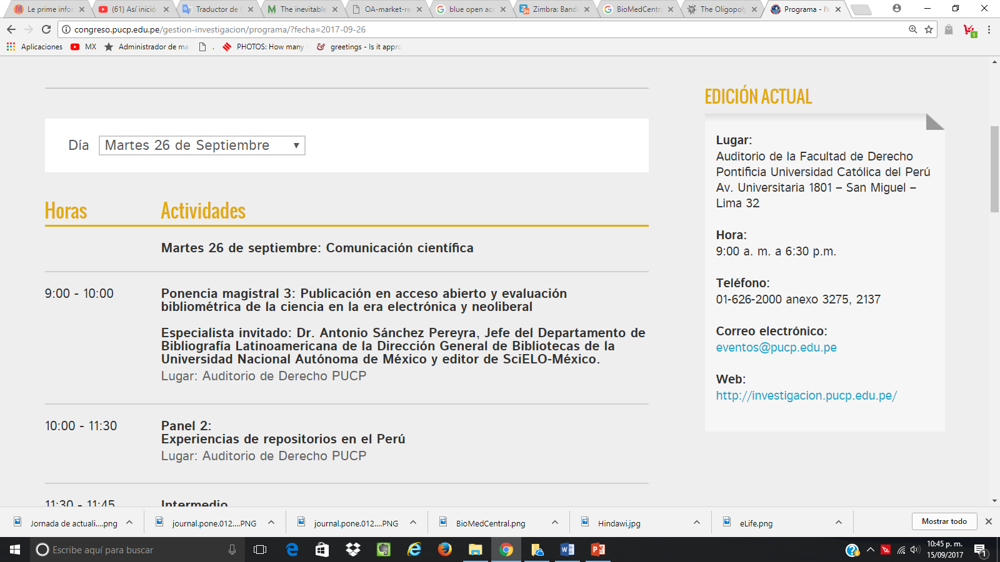 Le prime infor
(61) Así inició
Traductor de G
The inevitable
OA-market-re
blue open acc
Zimbra: Band
BioMedCentra
The Oligopoly
Programa - IV
congreso.pucp.edu.pe/gestion-investigacion/programa/?fecha=2017-09-26
1
Aplicaciones
MX
Administrador de ma
.
PHOTOS: How many
greetings - Is it appro
Día
Martes 26 de Septiembre
Horas
Actividades
Martes 26 de septiembre: Comunicación científica
9:00 - 10:00
Ponencia magistral 3: Publicación en acceso abierto y evaluación
bibliométrica de la ciencia en la era electrónica y neoliberal
Especialista invitado: Dr. Antonio Sánchez Pereyra, Jefe del Departamento de
Bibliografía Latinoamericana de la Dirección General de Bibliotecas de la
Universidad Nacional Autónoma de México y editor de SciELO-México.
Lugar: Auditorio de Derecho PUCP
10:00 - 11:30
Panel 2:
Experiencias de repositorios en el Perú
Lugar: Auditorio de Derecho PUCP
11:30 - 11:45
Intermedio
EDICIÓN ACTUAL
Lugar:
Auditorio de la Facultad de Derecho
Pontificia Universidad Católica del Perú
Av. Universitaria 1801 – San Miguel –
Lima 32
Hora:
9:00 a. m. a 6:30 p.m.
Teléfono:
01-626-2000 anexo 3275, 2137
Correo electrónico:
eventos@pucp.edu.pe
Web:
http://investigacion.pucp.edu.pe/
Jornada de actuali....png
journal.pone.012....PNG
journal.pone.012....PNG
BioMedCentral.png
Hindawi.jpg
eLife.png
Mostrar todo
Escribe aquí para buscar
10:45 p. m.
15/09/2017
1